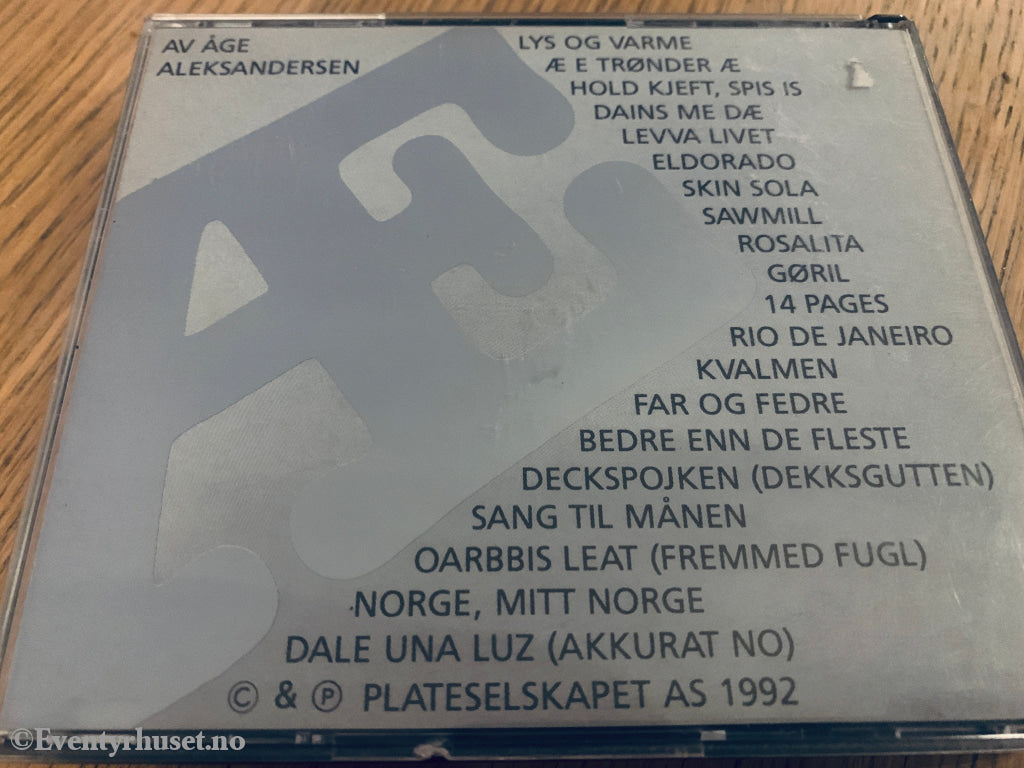 AV ÅGE
ALEKSANDERSEN
LYS OG VARME
Æ E TRØNDER Æ
HOLD KJEFT, SPIS IS
DAINS ME DÆ
LEVVA LIVET
ELDORADO
SKIN SOLA
SAWMILL
ROSALITA
GØRIL
14 PAGES
RIO DE JANEIRO
KVALMEN
FAR OG FEDRE
BEDRE ENN DE FLESTE
DECKSPOJKEN (DEKKSGUTTEN)
SANG TIL MÅNEN
OARBBIS LEAT (FREMMED FUGL)
NORGE, MITT NORGE
DALE UNA LUZ (AKKURAT NO)
© & ℗ PLATESELSKAPET AS 1992
Æ
©Eventyrhuset.no